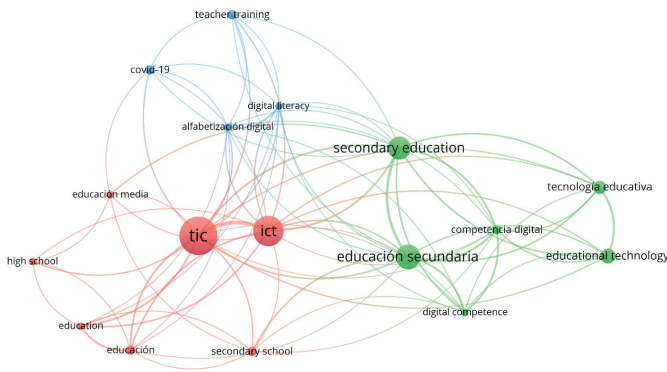 teacher training
covid-19
digital literacy
alfabetización digital
secondary education
tecnología educativa
educación media
competencia digital
tic
ict
educación secundaria
educational technology
high school
digital competence
education
educación
secondary school